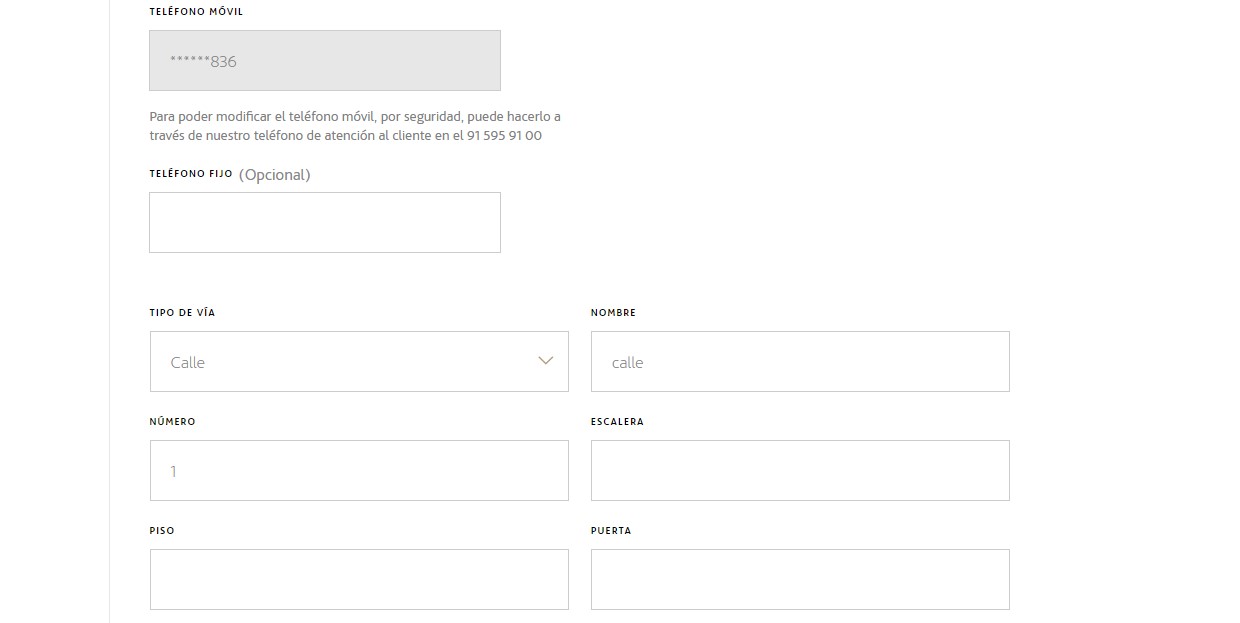 TELÉFONO MÓVIL
******836
Para poder modificar el teléfono móvil, por seguridad, puede hacerlo a
través de nuestro teléfono de atención al cliente en el 91 595 91 00
TELÉFONO FIJO (Opcional)
TIPO DE VÍA
NOMBRE
Calle
calle
NÚMERO
ESCALERA
1
PISO
PUERTA